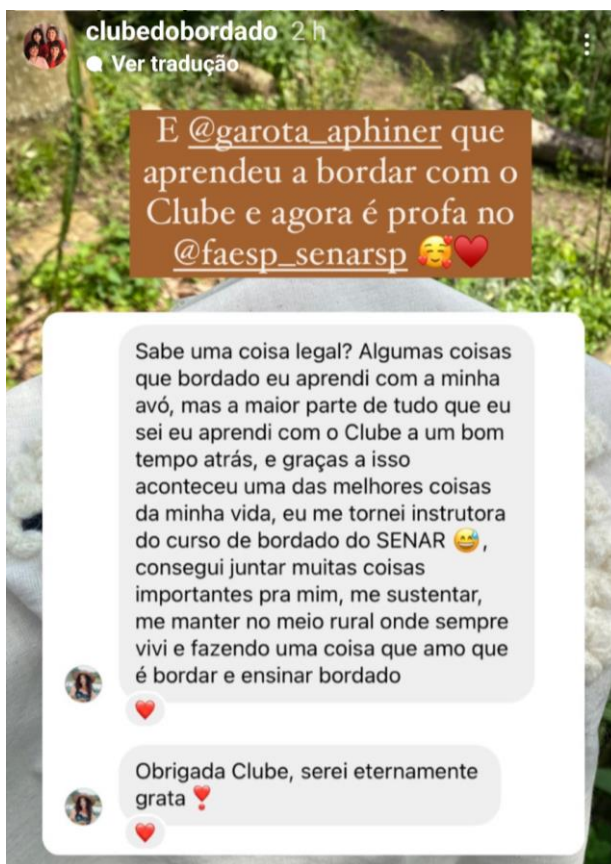 clubedobordado 2 h
Ver tradução
E @garota_aphiner que
aprendeu a bordar com o
Clube e agora é profa no
@faesp_senarsp 🥰♥️
Sabe uma coisa legal? Algumas coisas
que bordado eu aprendi com a minha
avó, mas a maior parte de tudo que eu
sei eu aprendi com o Clube a um bom
tempo atrás, e graças a isso
aconteceu uma das melhores coisas
da minha vida, eu me tornei instrutora
do curso de bordado do SENAR 😅,
consegui juntar muitas coisas
importantes pra mim, me sustentar,
me manter no meio rural onde sempre
vivi e fazendo uma coisa que amo que
é bordar e ensinar bordado
❤️
Obrigada Clube, serei eternamente
grata ❣️
❤️